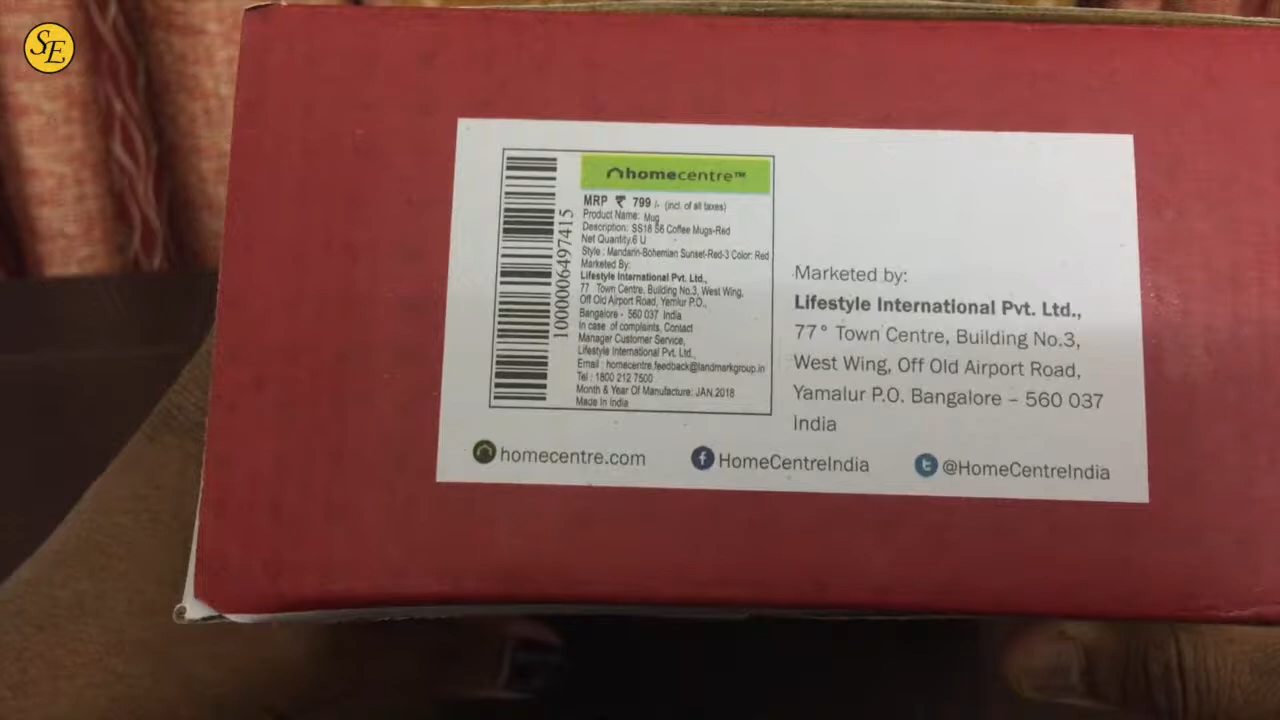 SE
homecentre™
MRP ₹ 799 /- (incl. of all taxes)
Product Name: Mug
Description: SS18 S6 Coffee Mugs-Red
Net Quantity.6 U
Style : Mandarin-Bohemian Sunset-Red-3 Color: Red
Marketed By:
Lifestyle International Pvt. Ltd.,
77 Town Centre, Building No.3, West Wing,
Off Old Airport Road, Yemlur P.O.,
Bangalore - 560 037 India
In case of complaints, Contact
Manager Customer Service,
Lifestyle International Pvt. Ltd.,
Email : homecentre.feedback@landmarkgroup.in
Tel : 1800 212 7500
Month & Year Of Manufacture: JAN.2018
Made In India
1000006497415
Marketed by:
Lifestyle International Pvt. Ltd.,
77° Town Centre, Building No.3,
West Wing, Off Old Airport Road,
Yamalur P.O. Bangalore – 560 037
India
homecentre.com
HomeCentreIndia
@HomeCentreIndia